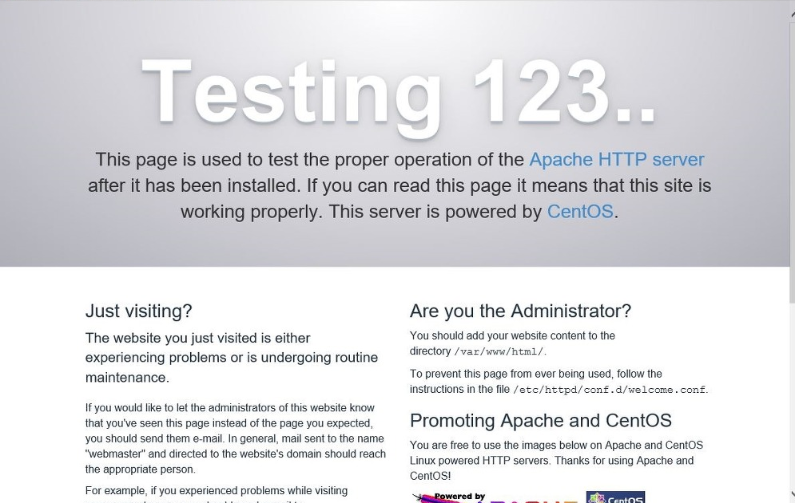 Testing 123..
This page is used to test the proper operation of the Apache HTTP server
after it has been installed. If you can read this page it means that this site is
working properly. This server is powered by CentOS.
Just visiting?
The website you just visited is either
experiencing problems or is undergoing routine
maintenance.
If you would like to let the administrators of this website know
that you've seen this page instead of the page you expected,
you should send them e-mail. In general, mail sent to the name
"webmaster" and directed to the website's domain should reach
the appropriate person.
For example, if you experienced problems while visiting
Are you the Administrator?
You should add your website content to the
directory /var/www/html/.
To prevent this page from ever being used, follow the
instructions in the file /etc/httpd/conf.d/welcome.conf.
Promoting Apache and CentOS
You are free to use the images below on Apache and CentOS
Linux powered HTTP servers. Thanks for using Apache and
CentOS!
Powered by
APACHE
CentOS